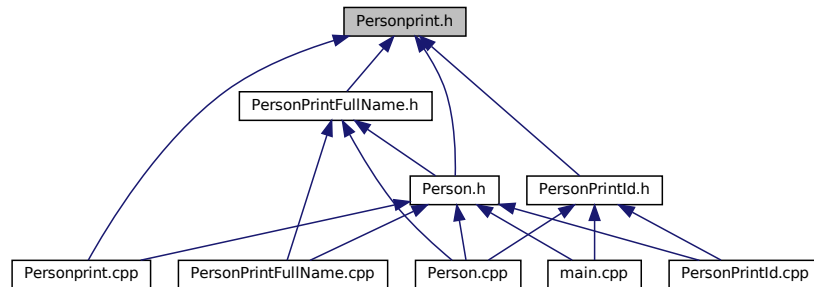 Personprint.h
PersonPrintFullName.h
Person.h
PersonPrintId.h
Personprint.cpp
PersonPrintFullName.cpp
Person.cpp
main.cpp
PersonPrintId.cpp